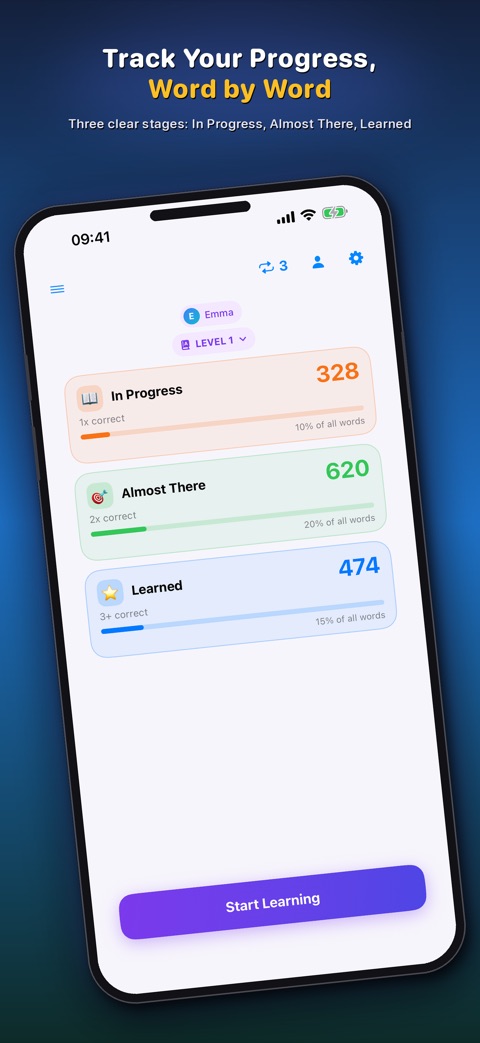 Track Your Progress,
Word by Word
Three clear stages: In Progress, Almost There, Learned
09:41
3
E Emma
LEVEL 1
In Progress
328
1x correct
10% of all words
Almost There
620
2x correct
20% of all words
Learned
474
3+ correct
15% of all words
Start Learning